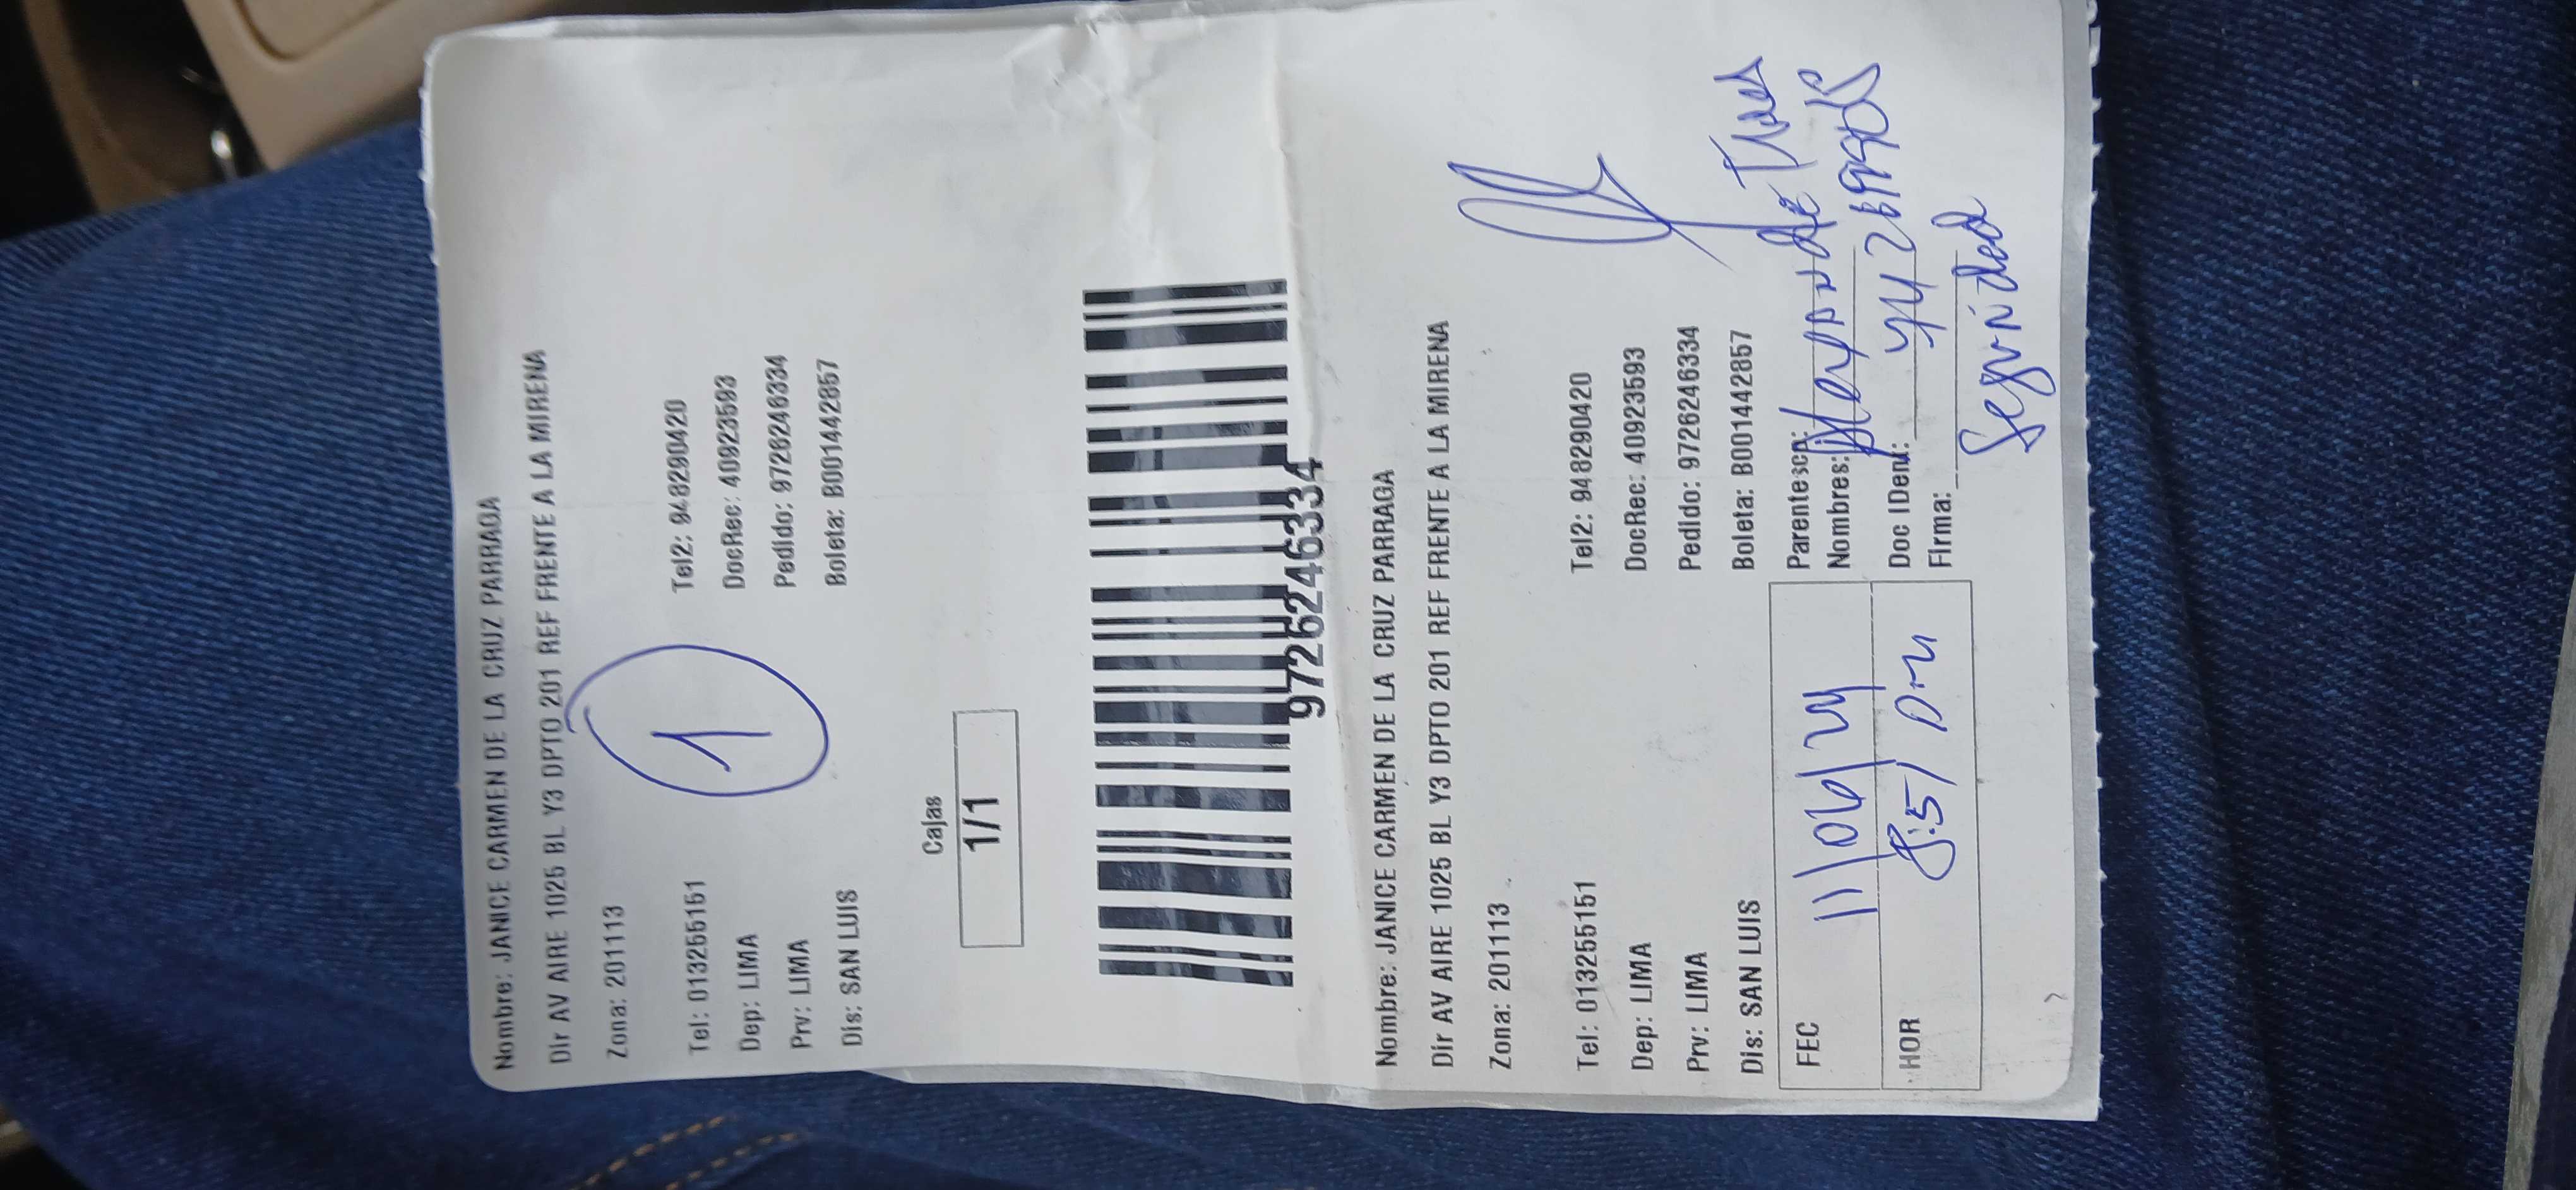 Nombre: JANICE CARMEN DE LA CRUZ PARRAGA
Dir AV AIRE 1025 BL Y3 DPTO 201 REF FRENTE A LA MIRENA
Zona: 201113
1
Tel: 013255151 Tel2: 948290420
Dep: LIMA DocRec: 40923593
Prv: LIMA Pedido: 9726246334
Dis: SAN LUIS Boleta: B001442857
Cajas
1/1
9726246334
Nombre: JANICE CARMEN DE LA CRUZ PARRAGA
Dir AV AIRE 1025 BL Y3 DPTO 201 REF FRENTE A LA MIRENA
Zona: 201113
Tel: 013255151 Tel2: 948290420
Dep: LIMA DocRec: 40923593
Prv: LIMA Pedido: 9726246334
Dis: SAN LUIS Boleta: B001442857
FEC 11/06/24 Parentesco:
Nombres:
HOR 8:51 pm Doc IDent:
Firma:
Seguridad